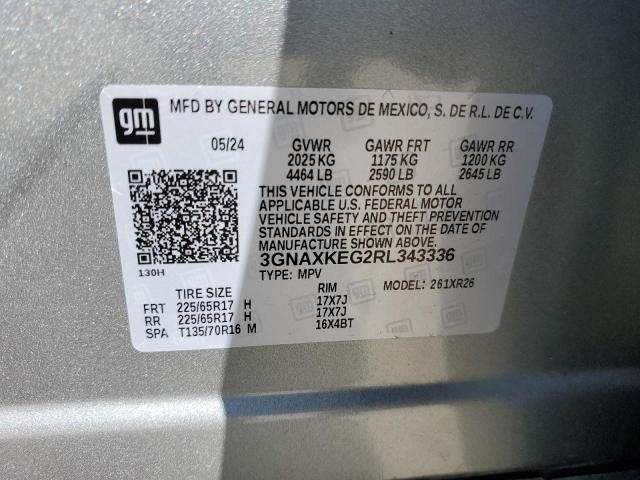 gm
MFD BY GENERAL MOTORS DE MEXICO, S. DE R.L. DE C.V.
05/24 GVWR GAWR FRT GAWR RR
2025 KG 1175 KG 1200 KG
4464 LB 2590 LB 2645 LB
THIS VEHICLE CONFORMS TO ALL
APPLICABLE U.S. FEDERAL MOTOR
VEHICLE SAFETY AND THEFT PREVENTION
STANDARDS IN EFFECT ON THE DATE OF
MANUFACTURE SHOWN ABOVE.
3GNAXKEG2RL343336
130H
TYPE: MPV MODEL: 261XR26
TIRE SIZE RIM
FRT 225/65R17 H 17X7J
RR 225/65R17 H 17X7J
SPA T135/70R16 M 16X4BT